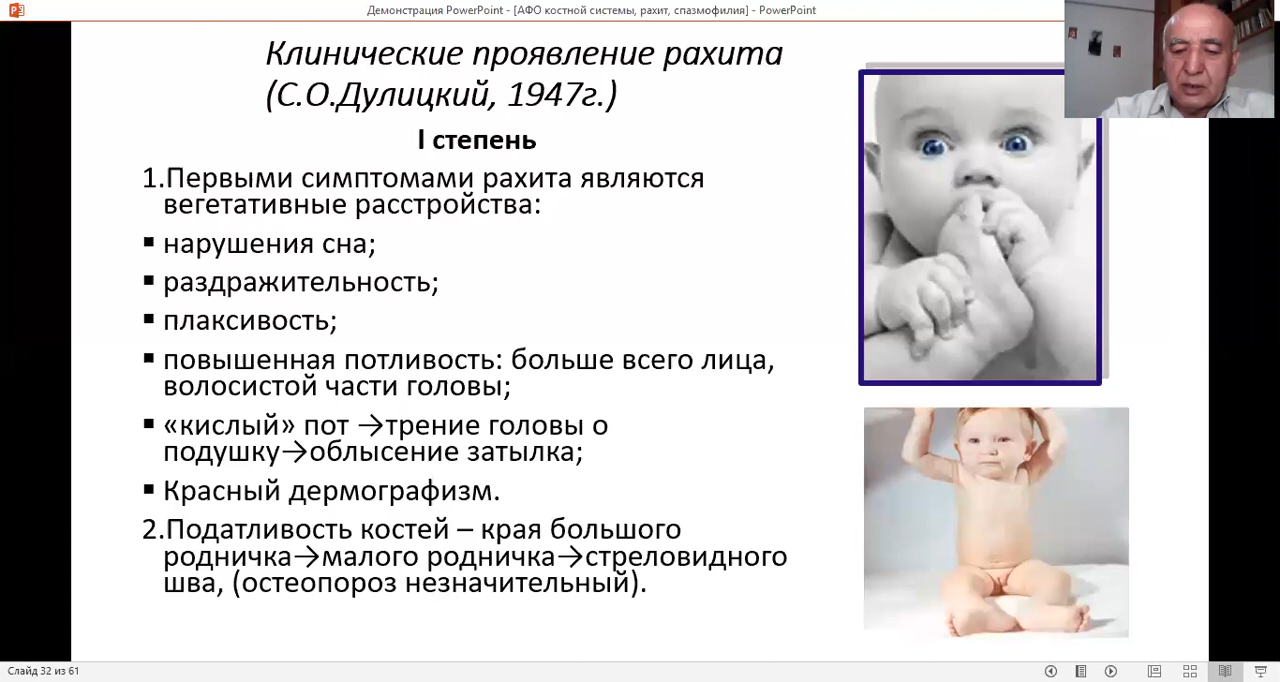 Демонстрация PowerPoint - [АФО костной системы, рахит, спазмофилия] - PowerPoint
Клинические проявление рахита
(С.О.Дулицкий, 1947г.)
I степень
1.Первыми симптомами рахита являются
вегетативные расстройства:
▪ нарушения сна;
▪ раздражительность;
▪ плаксивость;
▪ повышенная потливость: больше всего лица,
волосистой части головы;
▪ «кислый» пот →трение головы о
подушку→облысение затылка;
▪ Красный дермографизм.
2.Податливость костей – края большого
родничка→малого родничка→стреловидного
шва, (остеопороз незначительный).
Слайд 32 из 61